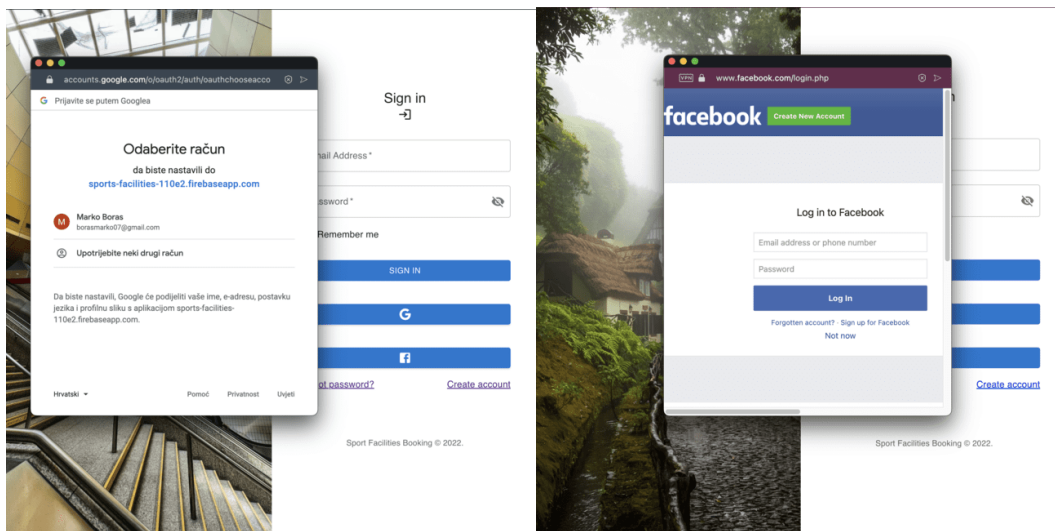 accounts.google.com/o/oauth2/auth/oauthchooseacco
G Prijavite se putem Googlea
Odaberite račun
da biste nastavili do
sports-facilities-110e2.firebaseapp.com
M
Marko Boras
borasmarko07@gmail.com
Upotrijebite neki drugi račun
Da biste nastavili, Google će podijeliti vaše ime, e-adresu, postavku
jezika i profilnu sliku s aplikacijom sports-facilities-
110e2.firebaseapp.com.
Hrvatski
Pomoć
Privatnost
Uvjeti
Sign in
ail Address *
ssword *
Remember me
SIGN IN
G
f
ot password?
Create account
Sport Facilities Booking © 2022.
VPN
www.facebook.com/login.php
facebook
Create New Account
Log in to Facebook
Email address or phone number
Password
Log In
Forgotten account? · Sign up for Facebook
Not now
n
Create account
Sport Facilities Booking © 2022.